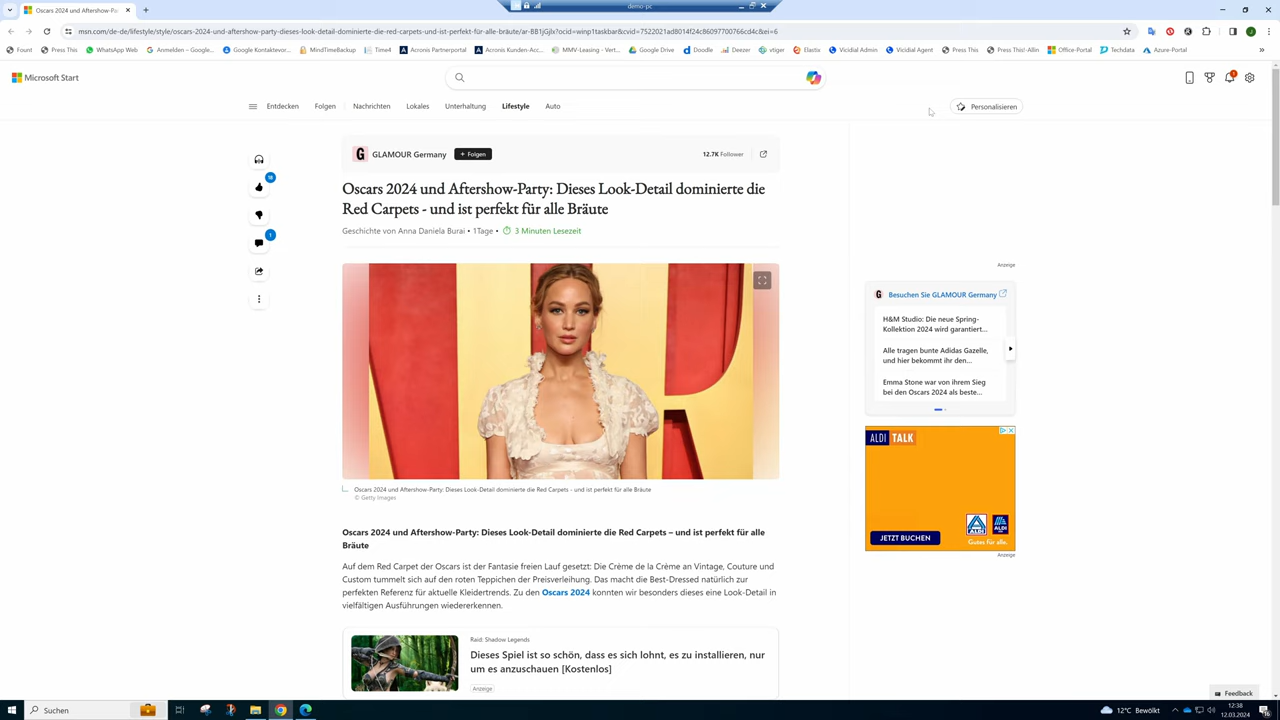 demo-pc
Oscars 2024 und Aftershow-Pa
msn.com/de-de/lifestyle/style/oscars-2024-und-aftershow-party-dieses-look-detail-dominierte-die-red-carpets-und-ist-perfekt-für-alle-bräute/ar-BB1jGjlx?ocid=winp1taskbar&cvid=7522021ad8014f24c86097700766cd4c&ei=6
Fount
Press This
WhatsApp Web
Anmelden – Google...
Google Kontaktevor...
MindTimeBackup
Time4
Acronis Partnerportal
Acronis Kunden-Acc...
MMV-Leasing - Vert...
Google Drive
Doodle
Deezer
vtiger
Elastix
Vicidial Admin
Vicidial Agent
Press This
Press This!-Allin
Office-Portal
Techdata
Azure-Portal
Microsoft Start
1
Entdecken
Folgen
Nachrichten
Lokales
Unterhaltung
Lifestyle
Auto
Personalisieren
G GLAMOUR Germany + Folgen
12.7K Follower
18
1
Oscars 2024 und Aftershow-Party: Dieses Look-Detail dominierte die
Red Carpets - und ist perfekt für alle Bräute
Geschichte von Anna Daniela Burai • 1Tage • 3 Minuten Lesezeit
Oscars 2024 und Aftershow-Party: Dieses Look-Detail dominierte die Red Carpets – und ist perfekt für alle Bräute
© Getty Images
Oscars 2024 und Aftershow-Party: Dieses Look-Detail dominierte die Red Carpets – und ist perfekt für alle
Bräute
Auf dem Red Carpet der Oscars ist der Fantasie freien Lauf gesetzt: Die Crème de la Crème an Vintage, Couture und
Custom tummelt sich auf den roten Teppichen der Preisverleihung. Das macht die Best-Dressed natürlich zur
perfekten Referenz für aktuelle Kleidertrends. Zu den Oscars 2024 konnten wir besonders dieses eine Look-Detail in
vielfältigen Ausführungen wiedererkennen.
Raid: Shadow Legends
Dieses Spiel ist so schön, dass es sich lohnt, es zu installieren, nur
um es anzuschauen [Kostenlos]
Anzeige
Anzeige
G Besuchen Sie GLAMOUR Germany
H&M Studio: Die neue Spring-
Kollektion 2024 wird garantiert...
Alle tragen bunte Adidas Gazelle,
und hier bekommt ihr den...
Emma Stone war von ihrem Sieg
bei den Oscars 2024 als beste...
ALDI TALK
JETZT BUCHEN
ALDI
Gutes für alle.
Anzeige
Feedback
Suchen
12°C Bewölkt
12:38
12.03.2024